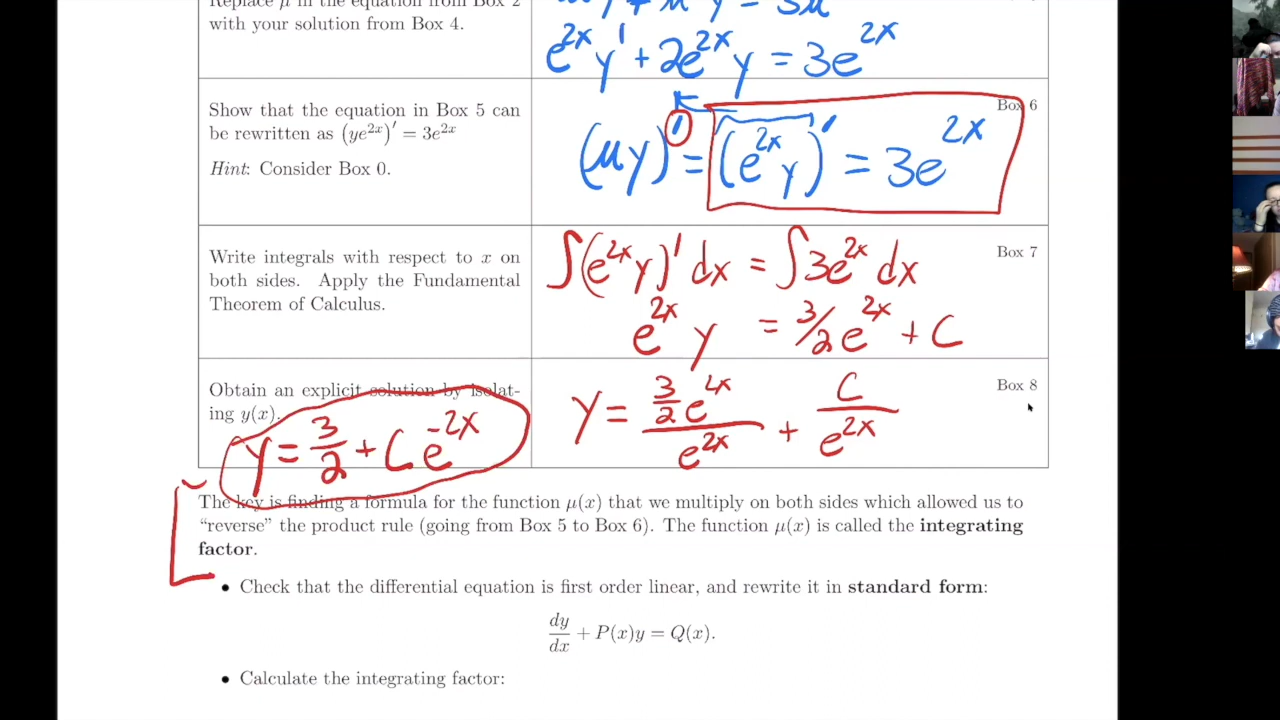 Replace μ in the equation from Box 2
with your solution from Box 4.
e^{2x} y' + 2e^{2x} y = 3e^{2x}
Show that the equation in Box 5 can
be rewritten as (ye^{2x})' = 3e^{2x}
Hint: Consider Box 0.
Box 6
(μy)' = (e^{2x} y)' = 3e^{2x}
Write integrals with respect to x on
both sides. Apply the Fundamental
Theorem of Calculus.
Box 7
∫(e^{2x} y)' dx = ∫3e^{2x} dx
e^{2x} y = 3/2 e^{2x} + C
Obtain an explicit solution by isolat-
ing y(x).
y = 3/2 + Ce^{-2x}
Box 8
y = \frac{\frac{3}{2}e^{2x}}{e^{2x}} + \frac{C}{e^{2x}}
The key is finding a formula for the function μ(x) that we multiply on both sides which allowed us to
“reverse” the product rule (going from Box 5 to Box 6). The function μ(x) is called the integrating
factor.
• Check that the differential equation is first order linear, and rewrite it in standard form:
\frac{dy}{dx} + P(x)y = Q(x).
• Calculate the integrating factor: